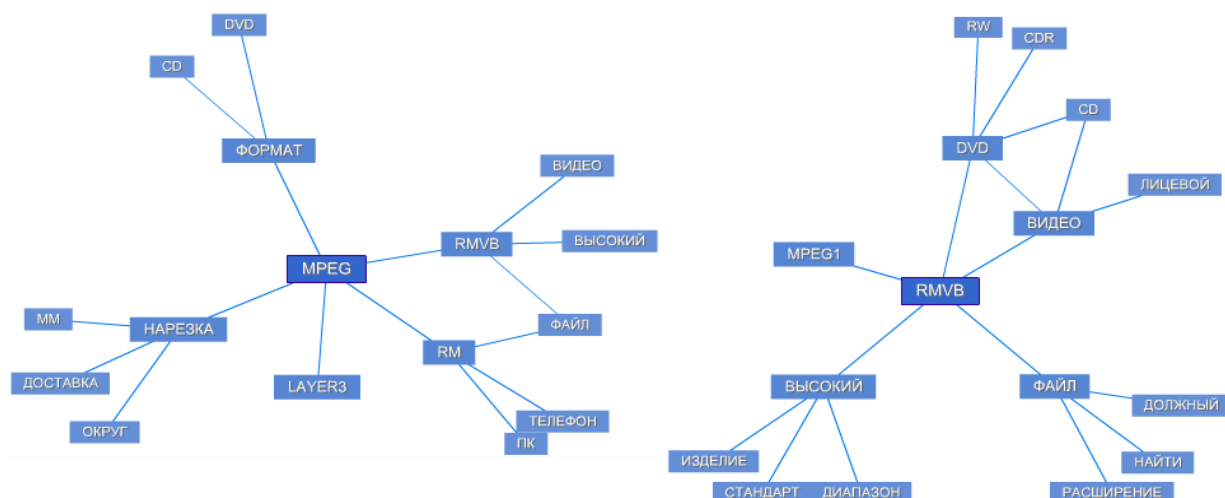 DVD
CD
ФОРМАТ
ВИДЕО
RMVB
ВЫСОКИЙ
MPEG
ФАЙЛ
ММ
НАРЕЗКА
RM
ДОСТАВКА
LAYER3
ТЕЛЕФОН
ОКРУГ
ПК
RW
CDR
CD
DVD
ЛИЦЕВОЙ
ВИДЕО
MPEG1
RMVB
ВЫСОКИЙ
ФАЙЛ
ДОЛЖНЫЙ
ИЗДЕЛИЕ
НАЙТИ
СТАНДАРТ
ДИАПАЗОН
РАСШИРЕНИЕ